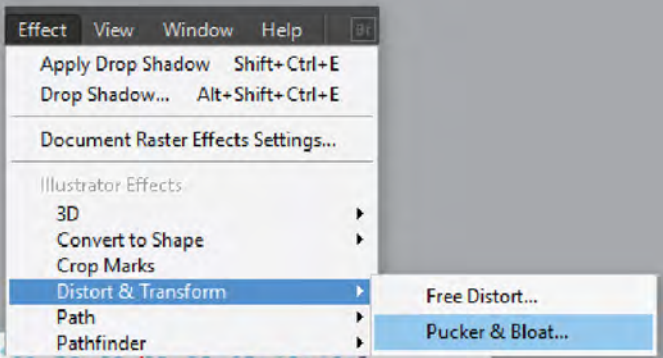 Effect View Window Help Br
Apply Drop Shadow Shift+Ctrl+E
Drop Shadow... Alt+Shift+Ctrl+E
Document Raster Effects Settings...
Illustrator Effects
3D
Convert to Shape
Crop Marks
Distort & Transform
Free Distort...
Path
Pucker & Bloat...
Pathfinder